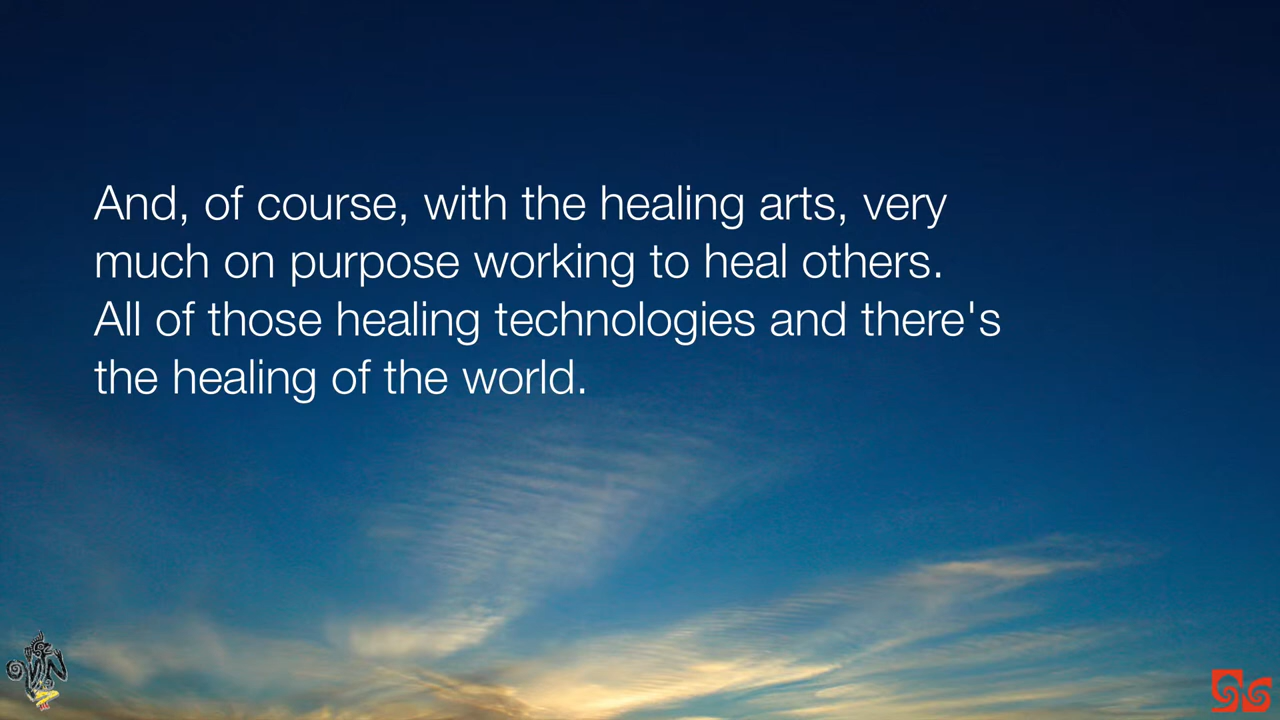 And, of course, with the healing arts, very
much on purpose working to heal others.
All of those healing technologies and there's
the healing of the world.